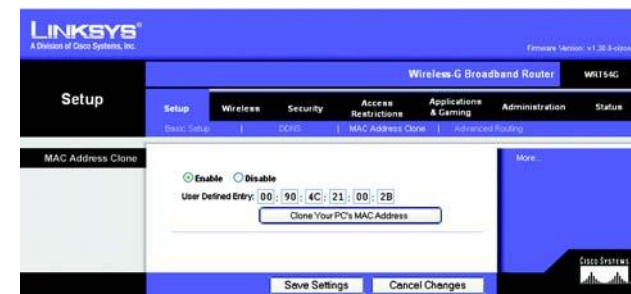 LINKSYS®
A Division of Cisco Systems, Inc.
Wireless-G Broadband Router
WRT54G
Setup
Setup
Wireless
Security
Access Restrictions
Applications & Gaming
Administration
Status
Basic Setup | DDNS | MAC Address Clone | Advanced Routing
MAC Address Clone
Enable Disable
User Defined Entry: 00 : 90 : 4C : 21 : 00 : 2B
Clone Your PC's MAC Address
More...
Save Settings
Cancel Changes
CISCO SYSTEMS